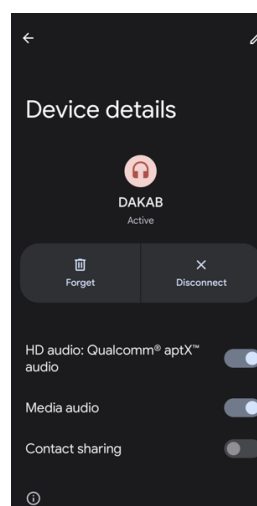 Device details
DAKAB
Active
Forget
Disconnect
HD audio: Qualcomm® aptX™
audio
Media audio
Contact sharing